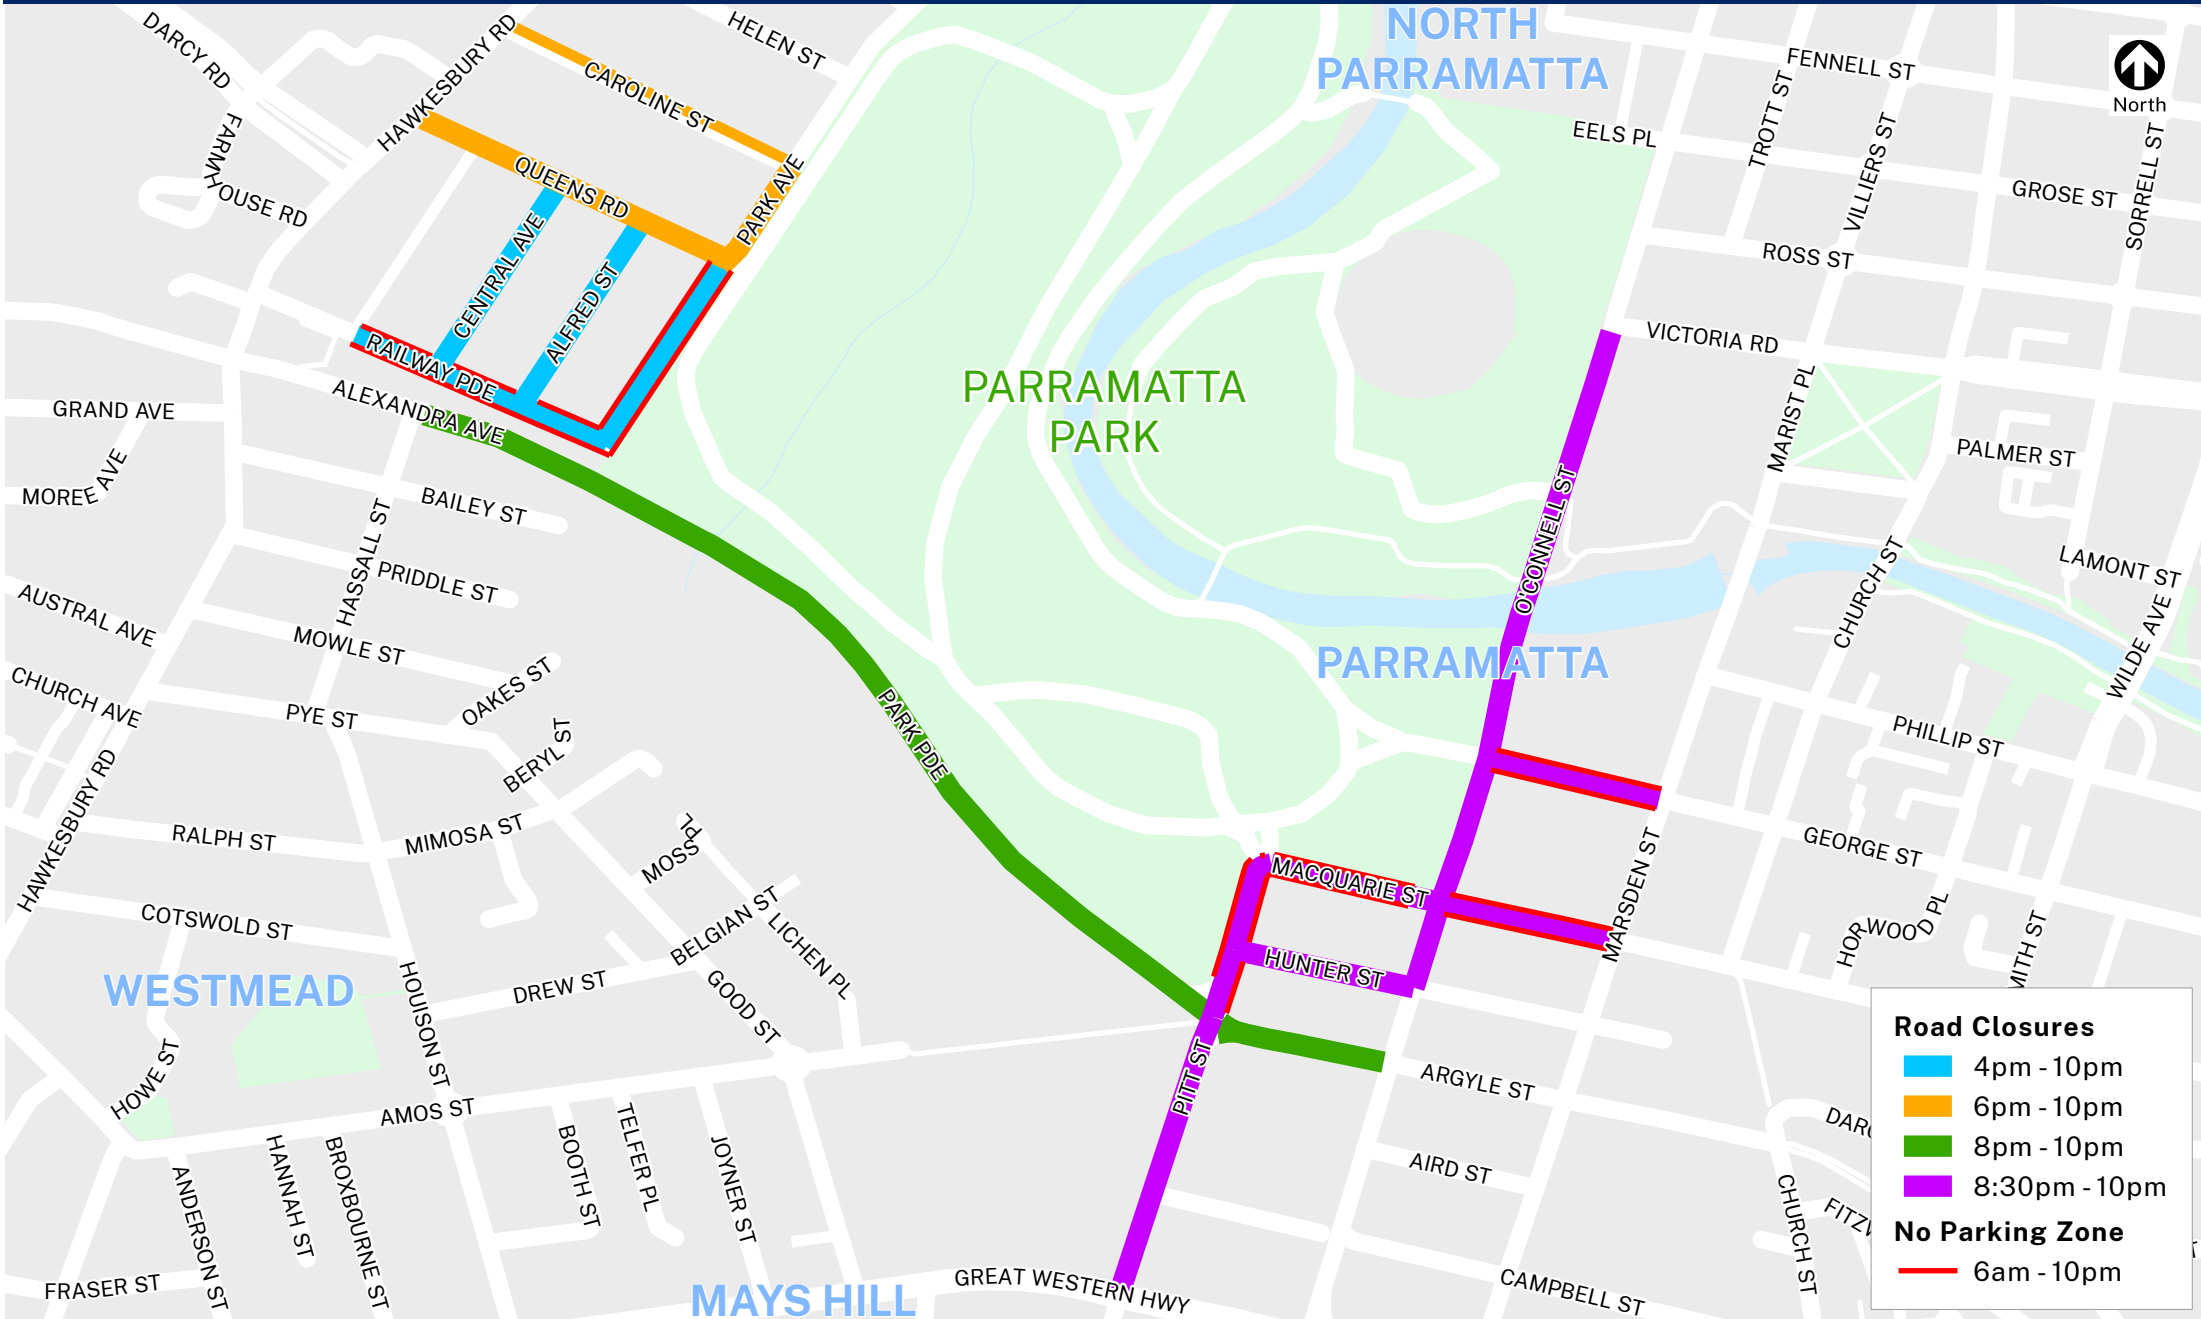 NORTH
PARRAMATTA
North
DARCY RD
HAWKESBURY RD
HELEN ST
CAROLINE ST
FENNELL ST
TROTT ST
EELS PL
VILLIERS ST
GROSE ST
SORRELL ST
FARMHOUSE RD
QUEENS RD
PARK AVE
ROSS ST
CENTRAL AVE
ALFRED ST
VICTORIA RD
RAILWAY PDE
ALEXANDRA AVE
PARRAMATTA
PARK
MARIST PL
GRAND AVE
MOREE AVE
PALMER ST
BAILEY ST
HASSALL ST
O'CONNELL ST
PRIDDLE ST
CHURCH ST
LAMONT ST
AUSTRAL AVE
MOWLE ST
PARRAMATTA
WILDE AVE
CHURCH AVE
PYE ST
OAKES ST
BERYL ST
PARK PDE
PHILLIP ST
HAWKESBURY RD
RALPH ST
MIMOSA ST
MOSS PL
MACQUARIE ST
MARSDEN ST
GEORGE ST
COTSWOLD ST
BELGIAN ST
LICHEN PL
HORWOOD PL
HUNTER ST
WESTMEAD
HOUISON ST
DREW ST
GOOD ST
PITT ST
HOWE ST
AMOS ST
ARGYLE ST
AIRD ST
HANNAH ST
BROXBOURNE ST
ANDERSON ST
BOOTH ST
TELFER PL
JOYNER ST
CHURCH ST
FRASER ST
MAYS HILL
GREAT WESTERN HWY
CAMPBELL ST
Road Closures
4pm - 10pm
6pm - 10pm
8pm - 10pm
8:30pm - 10pm
No Parking Zone
6am - 10pm